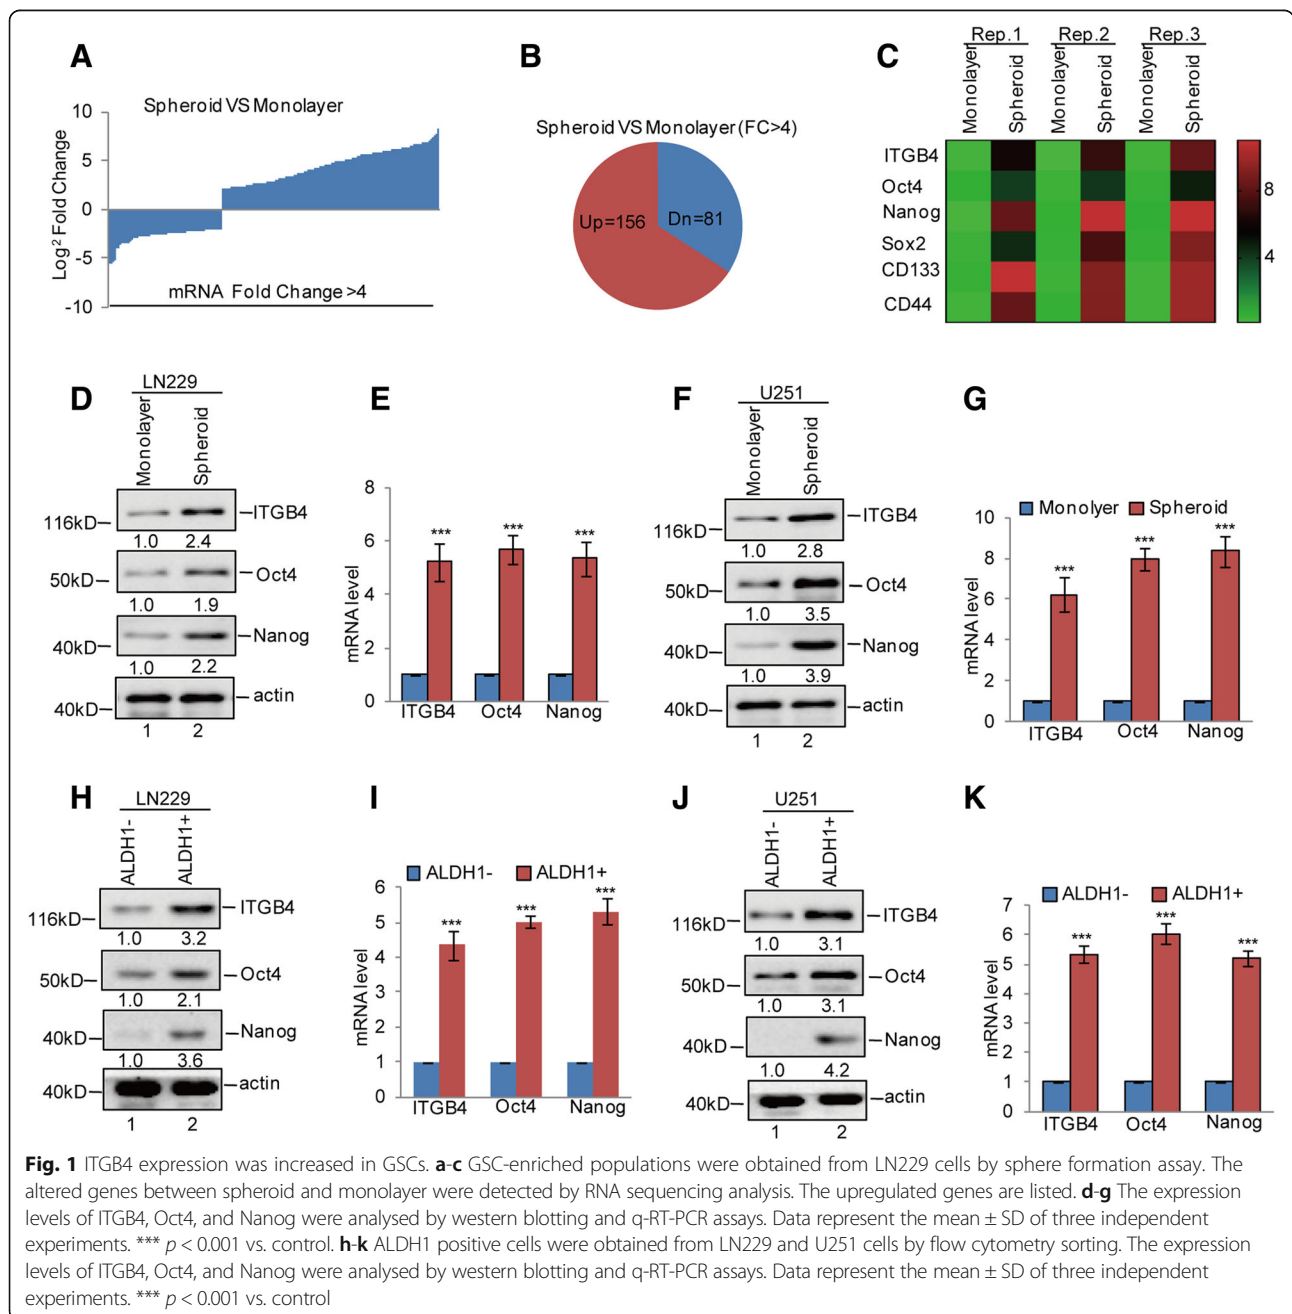 A
Spheroid VS Monolayer
Log² Fold Change
10
5
0
-5
-10
mRNA Fold Change >4
B
Spheroid VS Monolayer (FC>4)
Up=156
Dn=81
C
Rep.1
Rep.2
Rep.3
Monolayer
Spheroid
Monolayer
Spheroid
Monolayer
Spheroid
ITGB4
Oct4
Nanog
Sox2
CD133
CD44
8
4
D
LN229
Monolayer
Spheroid
116kD
ITGB4
1.0 2.4
50kD
Oct4
1.0 1.9
40kD
Nanog
1.0 2.2
40kD
actin
1 2
E
mRNA level
8
6
4
2
0
***
***
***
ITGB4 Oct4 Nanog
F
U251
Monolayer
Spheroid
116kD
ITGB4
1.0 2.8
50kD
Oct4
1.0 3.5
40kD
Nanog
1.0 3.9
40kD
actin
1 2
G
Monolyer Spheroid
mRNA level
10
8
6
4
2
0
***
***
***
ITGB4 Oct4 Nanog
H
LN229
ALDH1-
ALDH1+
116kD
ITGB4
1.0 3.2
50kD
Oct4
1.0 2.1
40kD
Nanog
1.0 3.6
40kD
actin
1 2
I
ALDH1- ALDH1+
mRNA level
6
5
4
3
2
1
0
***
***
***
ITGB4 Oct4 Nanog
J
U251
ALDH1-
ALDH1+
116kD
ITGB4
1.0 3.1
50kD
Oct4
1.0 3.1
40kD
Nanog
1.0 4.2
40kD
actin
1 2
K
ALDH1- ALDH1+
mRNA level
7
6
5
4
3
2
1
0
***
***
***
ITGB4 Oct4 Nanog
Fig. 1 ITGB4 expression was increased in GSCs. a-c GSC-enriched populations were obtained from LN229 cells by sphere formation assay. The
altered genes between spheroid and monolayer were detected by RNA sequencing analysis. The upregulated genes are listed. d-g The expression
levels of ITGB4, Oct4, and Nanog were analysed by western blotting and q-RT-PCR assays. Data represent the mean ± SD of three independent
experiments. *** p < 0.001 vs. control. h-k ALDH1 positive cells were obtained from LN229 and U251 cells by flow cytometry sorting. The expression
levels of ITGB4, Oct4, and Nanog were analysed by western blotting and q-RT-PCR assays. Data represent the mean ± SD of three independent
experiments. *** p < 0.001 vs. control